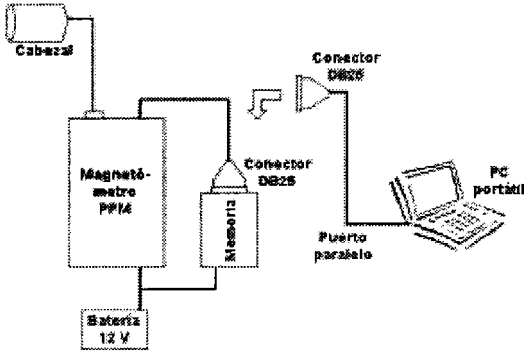 Cabezal
Conector
DB25
Magnetó-
metro
PPM
Conector
DB25
Memoria
PC
portátil
Puerto
paralelo
Batería
12 V